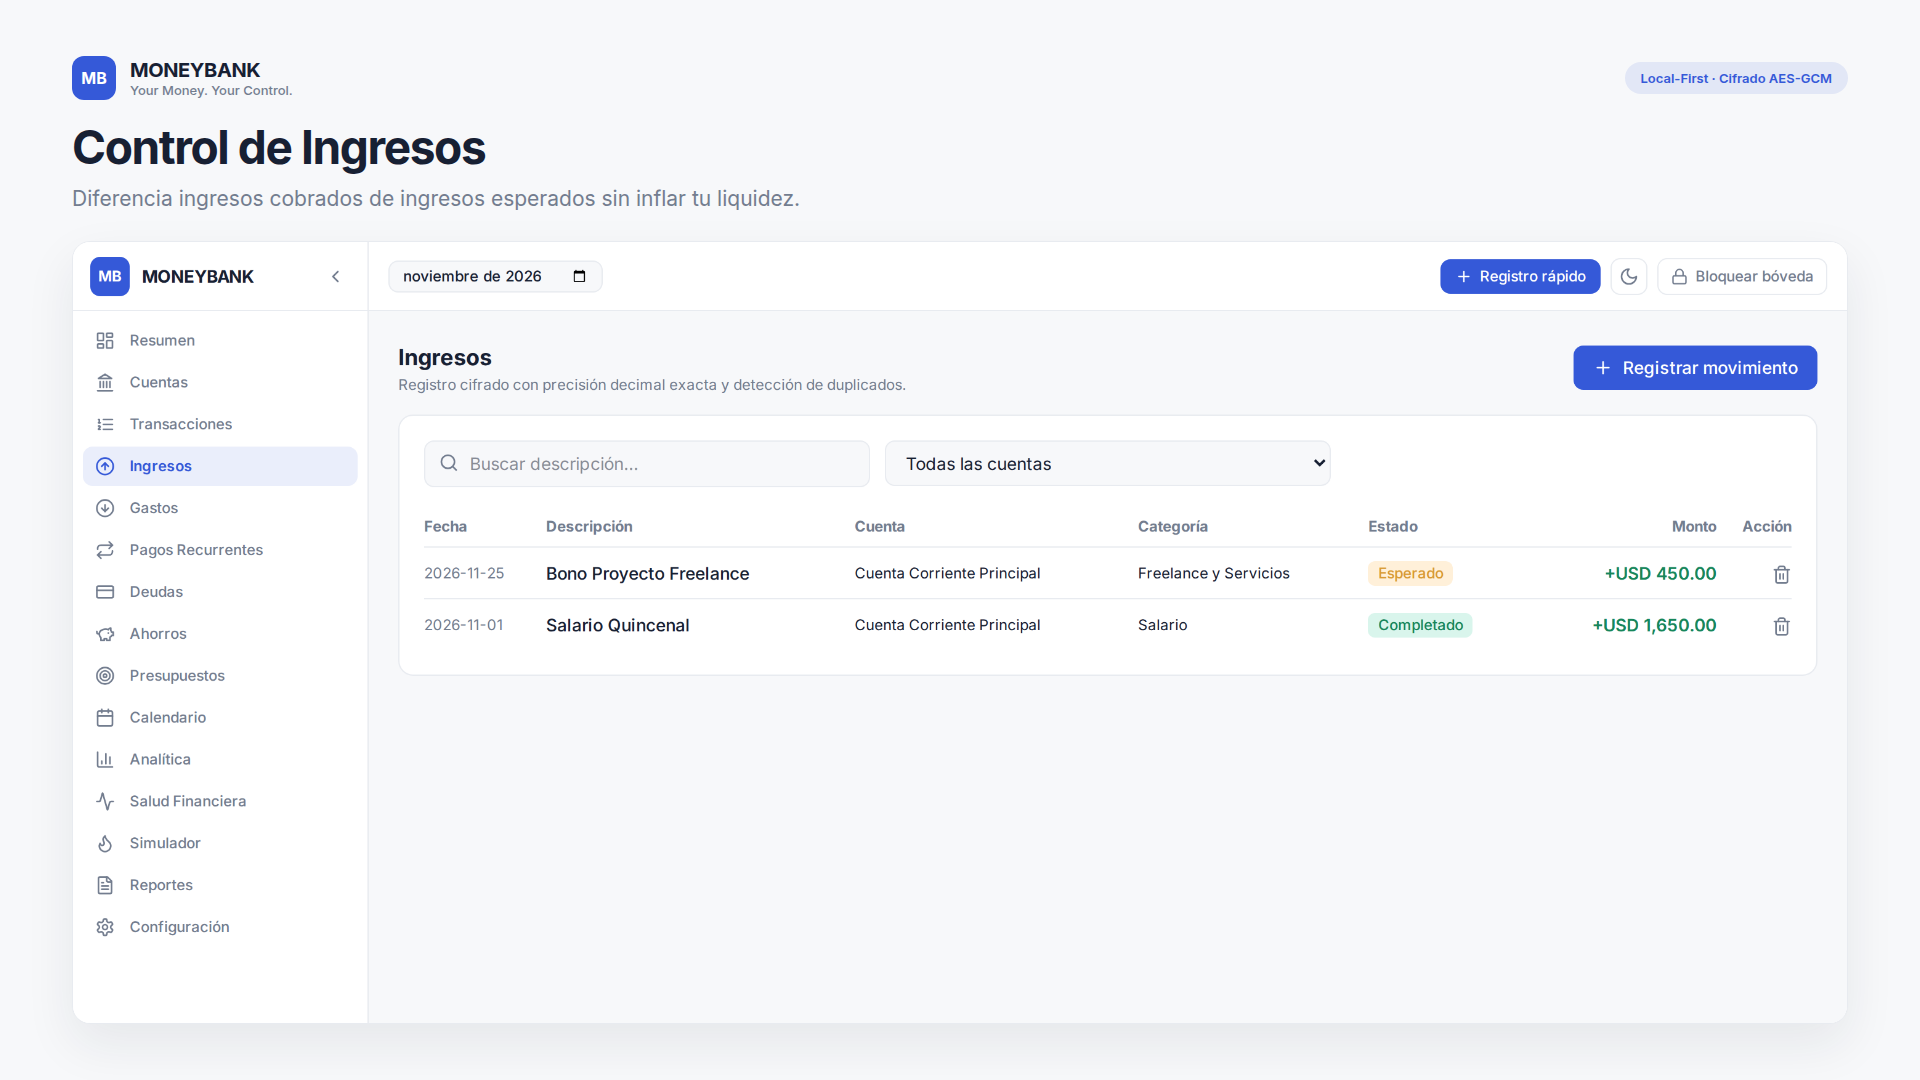 MB
MONEYBANK
Your Money. Your Control.
Local-First · Cifrado AES-GCM
Control de Ingresos
Diferencia ingresos cobrados de ingresos esperados sin inflar tu liquidez.
MB
MONEYBANK
noviembre de 2026
Registro rápido
Bloquear bóveda
Resumen
Cuentas
Transacciones
Ingresos
Gastos
Pagos Recurrentes
Deudas
Ahorros
Presupuestos
Calendario
Analítica
Salud Financiera
Simulador
Reportes
Configuración
Ingresos
Registro cifrado con precisión decimal exacta y detección de duplicados.
Registrar movimiento
Buscar descripción...
Todas las cuentas
Fecha Descripción Cuenta Categoría Estado Monto Acción
2026-11-25 Bono Proyecto Freelance Cuenta Corriente Principal Freelance y Servicios Esperado +USD 450.00
2026-11-01 Salario Quincenal Cuenta Corriente Principal Salario Completado +USD 1,650.00